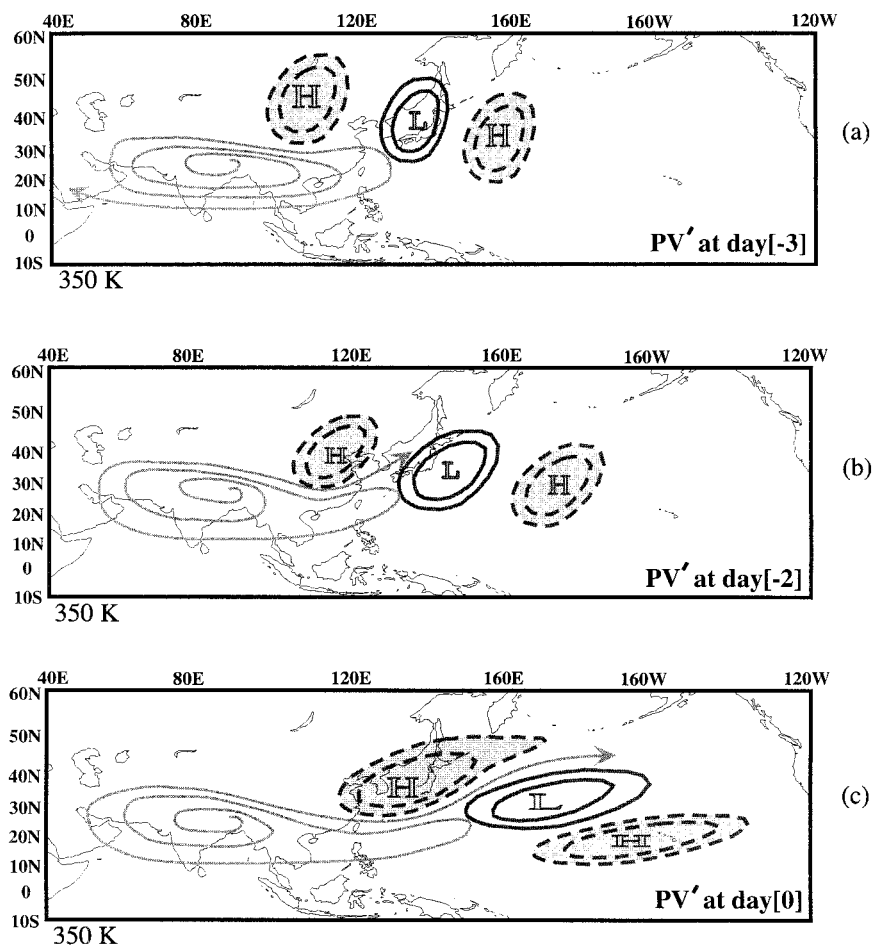 40E 80E 120E 160E 160W 120W
60N
50N
40N
30N
20N
10N
0
10S
H L H
(a)
PV′ at day[-3]
350 K
40E 80E 120E 160E 160W 120W
60N
50N
40N
30N
20N
10N
0
10S
H L H
(b)
PV′ at day[-2]
350 K
40E 80E 120E 160E 160W 120W
60N
50N
40N
30N
20N
10N
0
10S
H L H
(c)
PV′ at day[0]
350 K